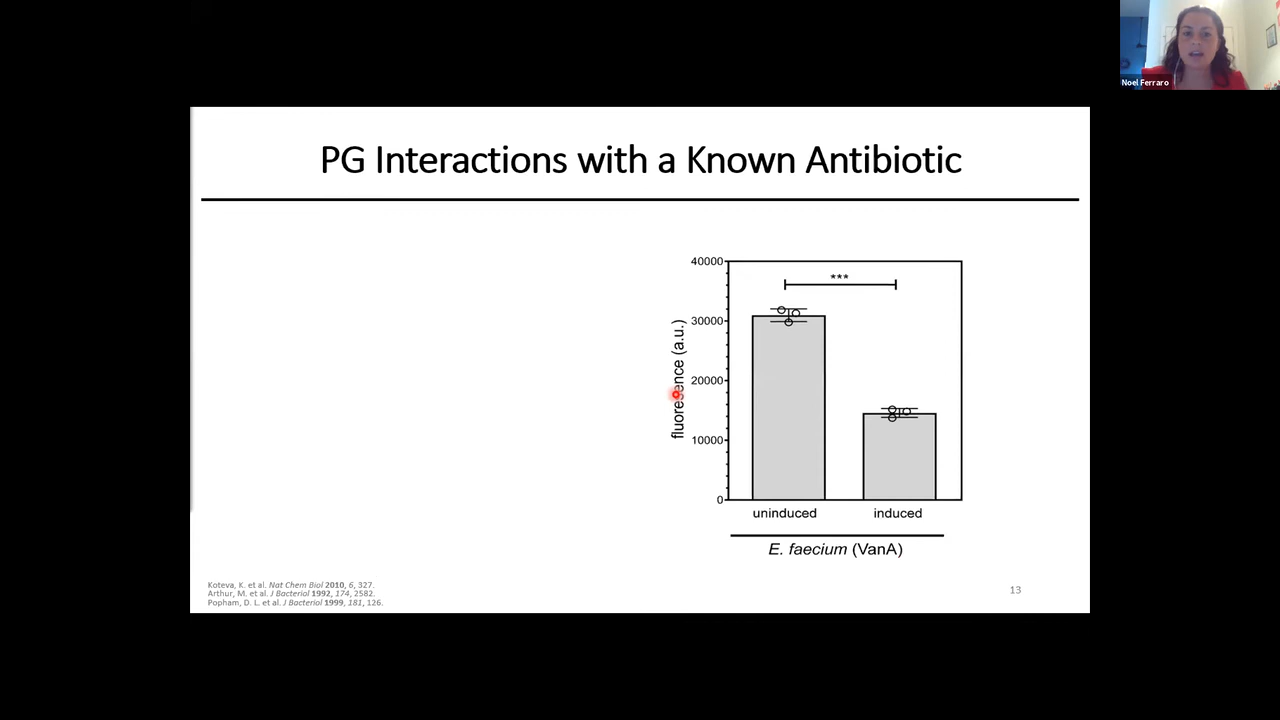 Noel Ferraro
PG Interactions with a Known Antibiotic
40000
30000
20000
10000
0
fluorescence (a.u.)
***
uninduced
induced
E. faecium (VanA)
Koteva, K. et al. Nat Chem Biol 2010, 6, 327.
Arthur, M. et al. J Bacteriol 1992, 174, 2582.
Popham, D. L. et al. J Bacteriol 1999, 181, 126.
13